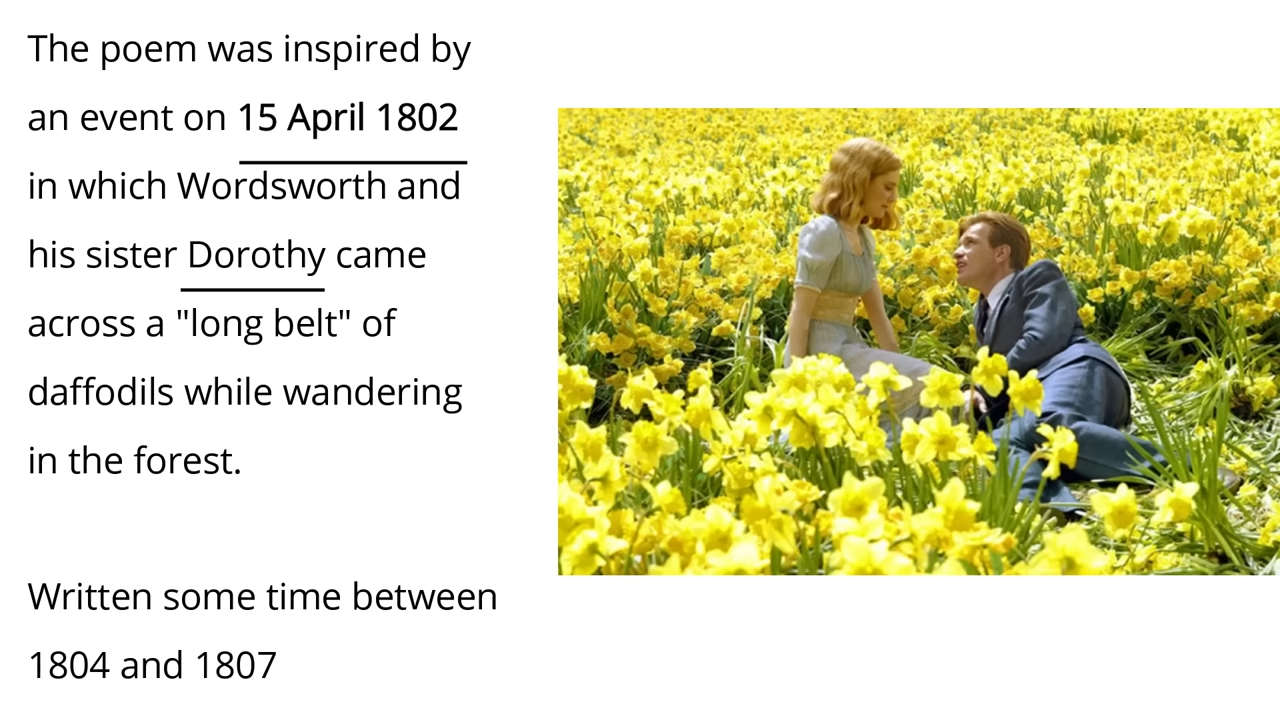 The poem was inspired by
an event on 15 April 1802
in which Wordsworth and
his sister Dorothy came
across a "long belt" of
daffodils while wandering
in the forest.
Written some time between
1804 and 1807